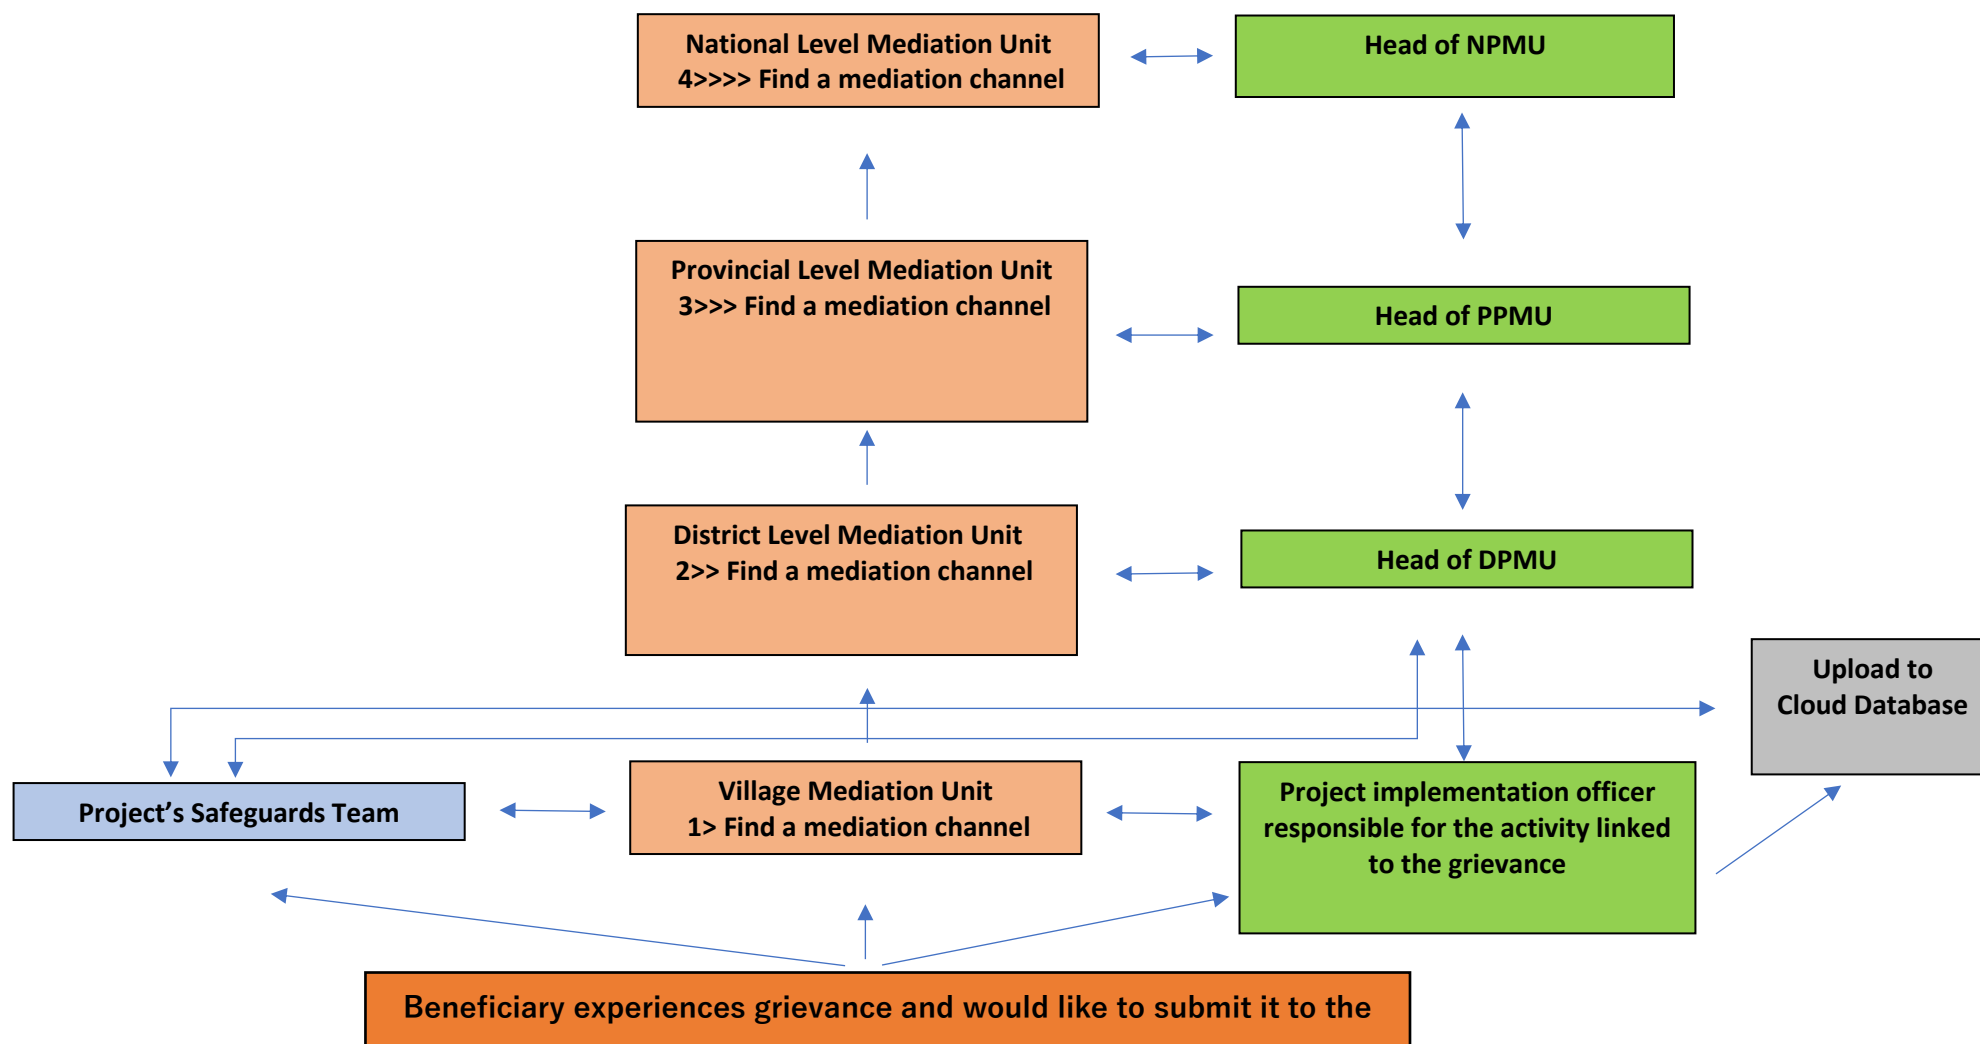 National Level Mediation Unit
4>>>> Find a mediation channel
Head of NPMU
Provincial Level Mediation Unit
3>>> Find a mediation channel
Head of PPMU
District Level Mediation Unit
2>> Find a mediation channel
Head of DPMU
Upload to
Cloud Database
Project’s Safeguards Team
Village Mediation Unit
1> Find a mediation channel
Project implementation officer
responsible for the activity linked
to the grievance
Beneficiary experiences grievance and would like to submit it to the